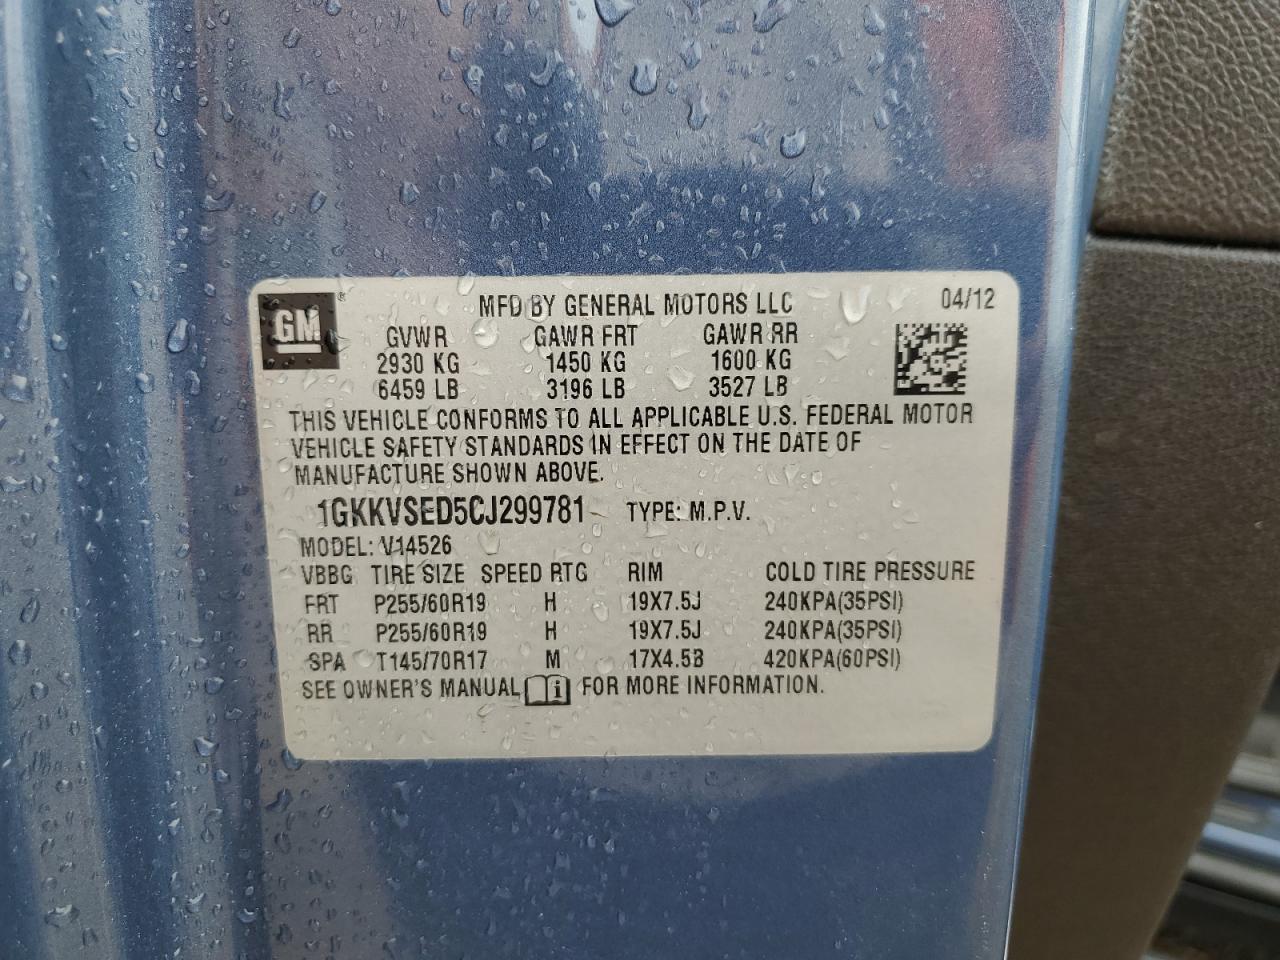 GM ® MFD BY GENERAL MOTORS LLC 04/12
GVWR GAWR FRT GAWR RR
2930 KG 1450 KG 1600 KG
6459 LB 3196 LB 3527 LB
THIS VEHICLE CONFORMS TO ALL APPLICABLE U.S. FEDERAL MOTOR
VEHICLE SAFETY STANDARDS IN EFFECT ON THE DATE OF
MANUFACTURE SHOWN ABOVE.
1GKKVSED5CJ299781 TYPE: M.P.V.
MODEL: V14526
VBBG TIRE SIZE SPEED RTG RIM COLD TIRE PRESSURE
FRT P255/60R19 H 19X7.5J 240KPA(35PSI)
RR P255/60R19 H 19X7.5J 240KPA(35PSI)
SPA T145/70R17 M 17X4.5B 420KPA(60PSI)
SEE OWNER'S MANUAL i FOR MORE INFORMATION.